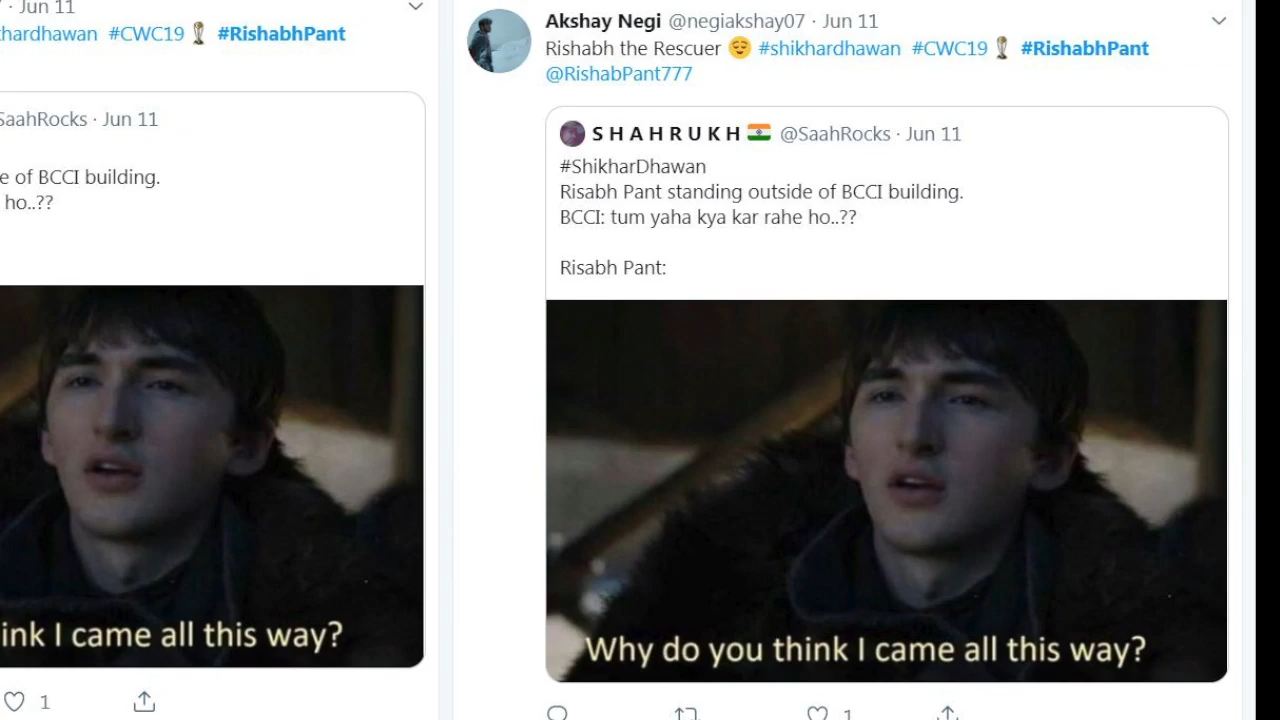 · Jun 11
hardhawan #CWC19 #RishabhPant
SaahRocks · Jun 11
e of BCCI building.
ho..??
ink I came all this way?
1
Akshay Negi @negiakshay07 · Jun 11
Rishabh the Rescuer 😌 #shikhardhawan #CWC19 #RishabhPant
@RishabPant777
S H A H R U K H 🇮🇳 @SaahRocks · Jun 11
#ShikharDhawan
Risabh Pant standing outside of BCCI building.
BCCI: tum yaha kya kar rahe ho..??
Risabh Pant:
Why do you think I came all this way?
1